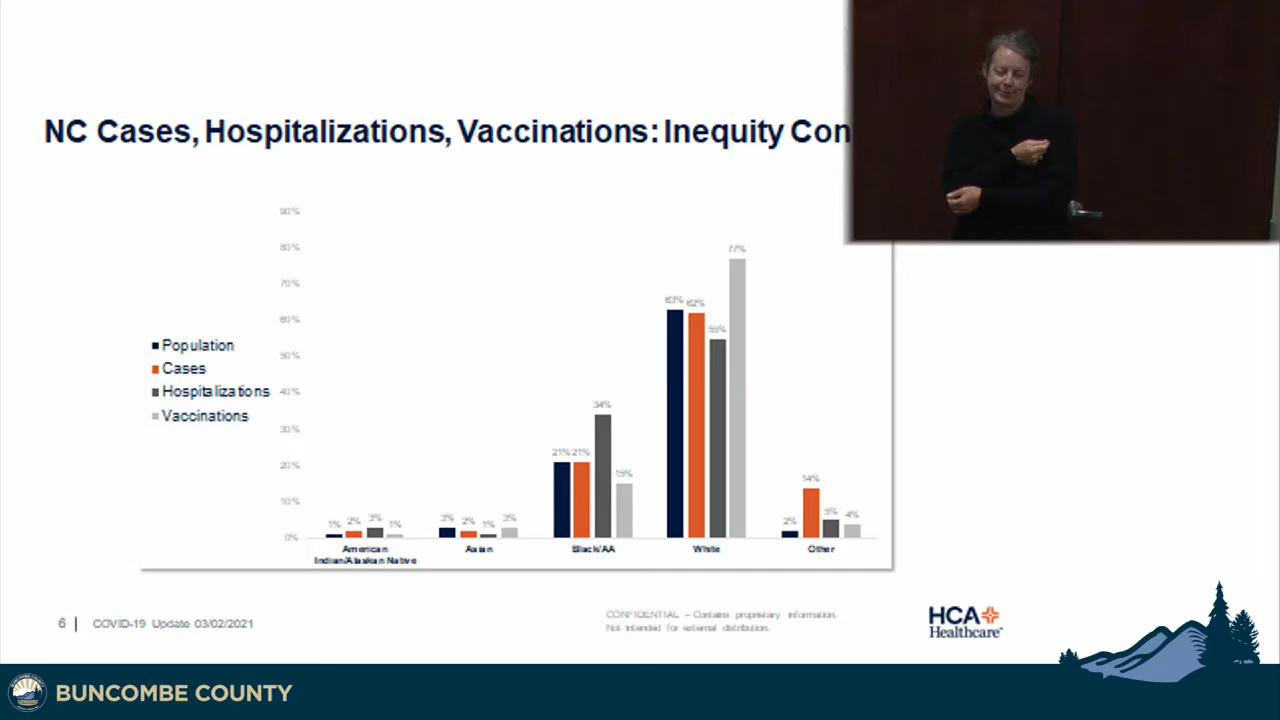 NC Cases, Hospitalizations, Vaccinations: Inequity Con
90%
80%
70%
60%
50%
40%
30%
20%
10%
0%
Population
Cases
Hospitalizations
Vaccinations
1% 2% 3% 1%
3% 2% 1% 3%
21% 21% 34% 15%
63% 62% 55% 77%
2% 14% 5% 4%
American
Indian/Alaskan Native
Asian
Black/AA
White
Other
6 | COVID-19 Update 03/02/2021
CONFIDENTIAL – Contains proprietary information.
Not intended for external distribution.
HCA
Healthcare™
BUNCOMBE COUNTY